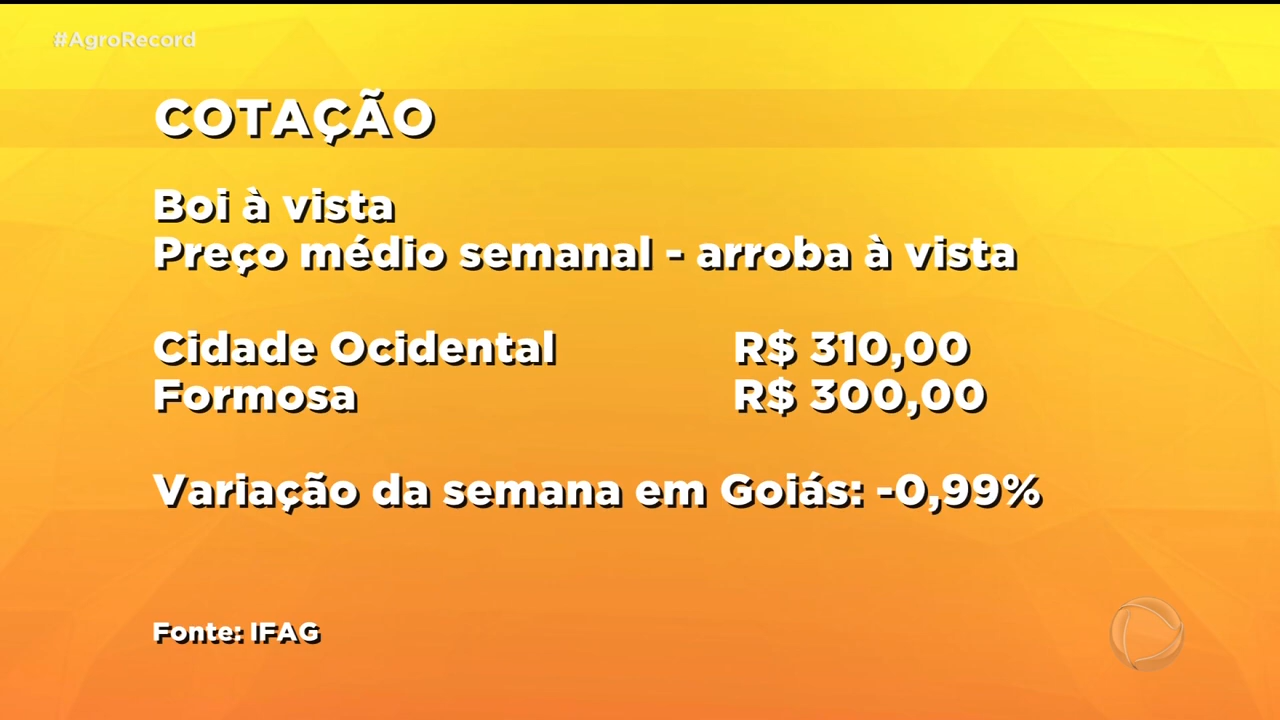 #AgroRecord
COTAÇÃO
Boi à vista
Preço médio semanal - arroba à vista
Cidade Ocidental R$ 310,00
Formosa R$ 300,00
Variação da semana em Goiás: -0,99%
Fonte: IFAG